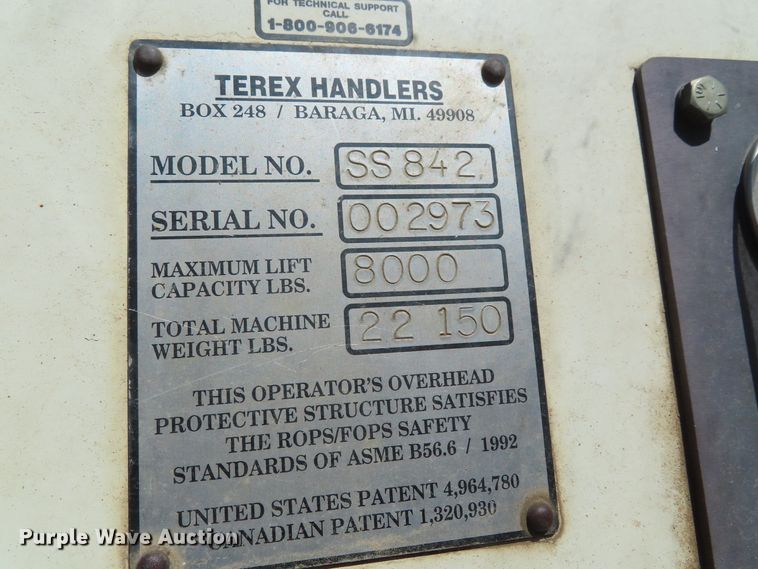 FOR TECHNICAL SUPPORT
CALL
1-800-906-6174
TEREX HANDLERS
BOX 248 / BARAGA, MI. 49908
MODEL NO. SS 842
SERIAL NO. 002973
MAXIMUM LIFT
CAPACITY LBS. 8000
TOTAL MACHINE
WEIGHT LBS. 22 150
THIS OPERATOR'S OVERHEAD
PROTECTIVE STRUCTURE SATISFIES
THE ROPS/FOPS SAFETY
STANDARDS OF ASME B56.6 / 1992
UNITED STATES PATENT 4,964,780
CANADIAN PATENT 1,320,930
Purple Wave Auction